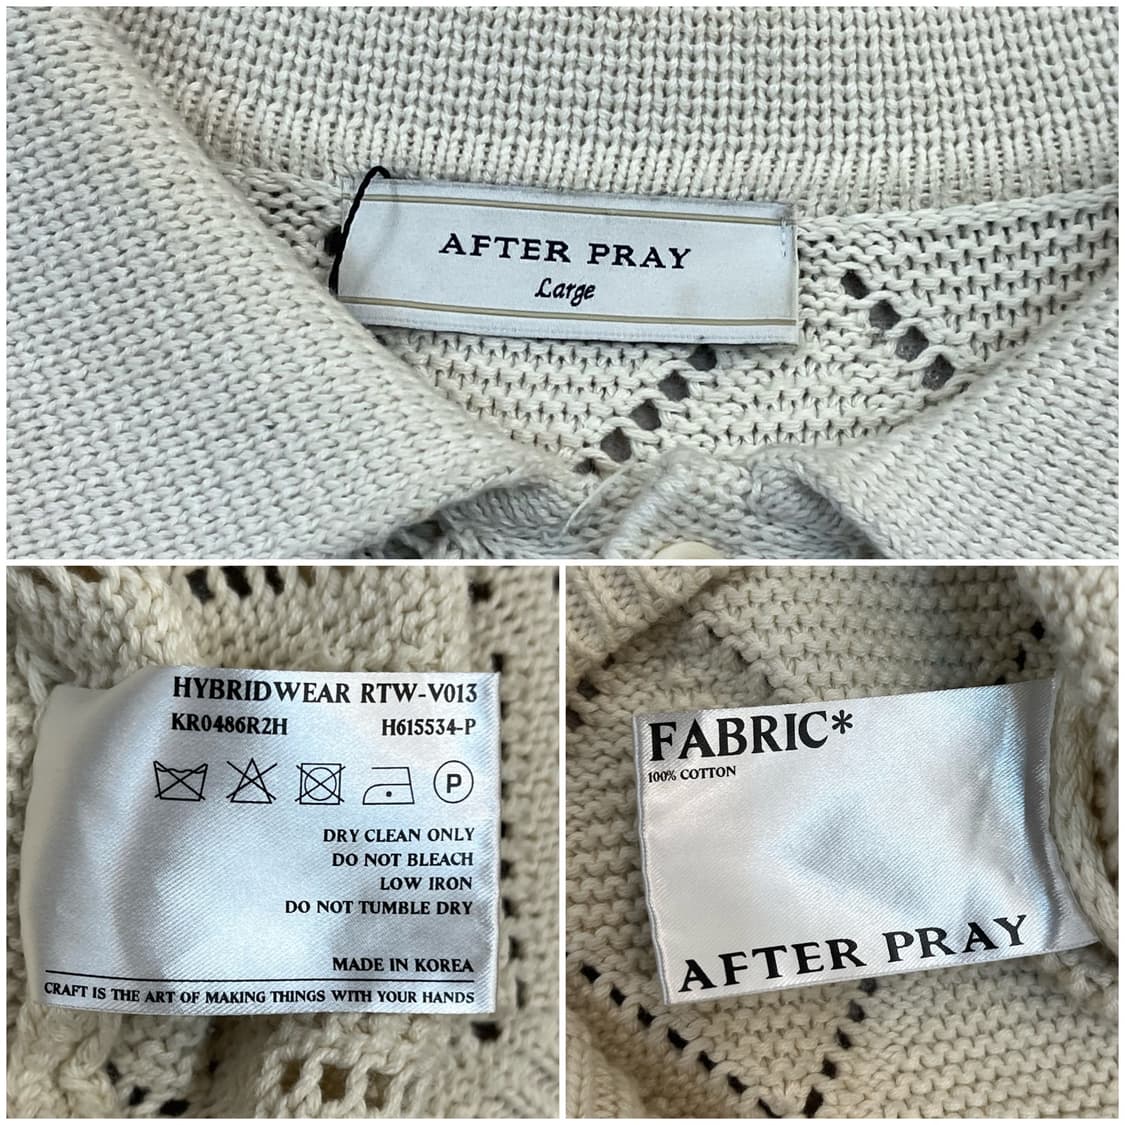 AFTER PRAY
Large
HYBRIDWEAR RTW-V013
KR0486R2H H615534-P
P
DRY CLEAN ONLY
DO NOT BLEACH
LOW IRON
DO NOT TUMBLE DRY
MADE IN KOREA
CRAFT IS THE ART OF MAKING THINGS WITH YOUR HANDS
FABRIC*
100% COTTON
AFTER PRAY